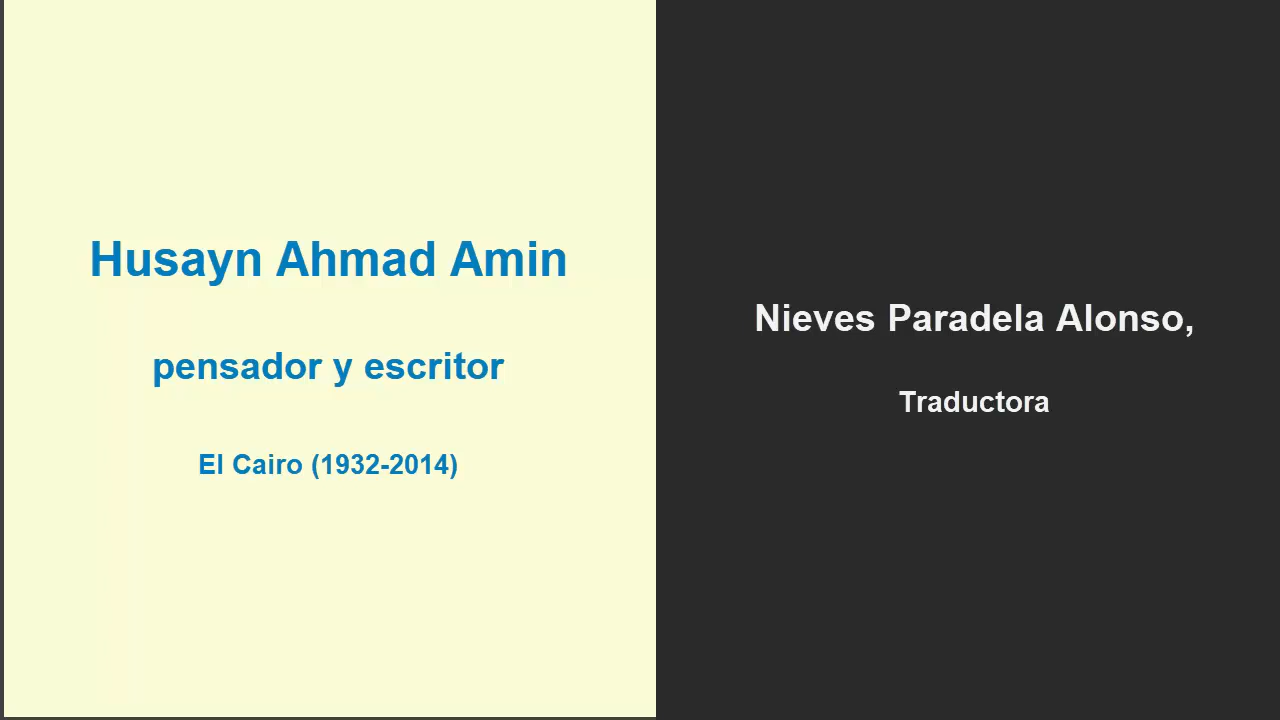 Husayn Ahmad Amin
pensador y escritor
El Cairo (1932-2014)
Nieves Paradela Alonso,
Traductora